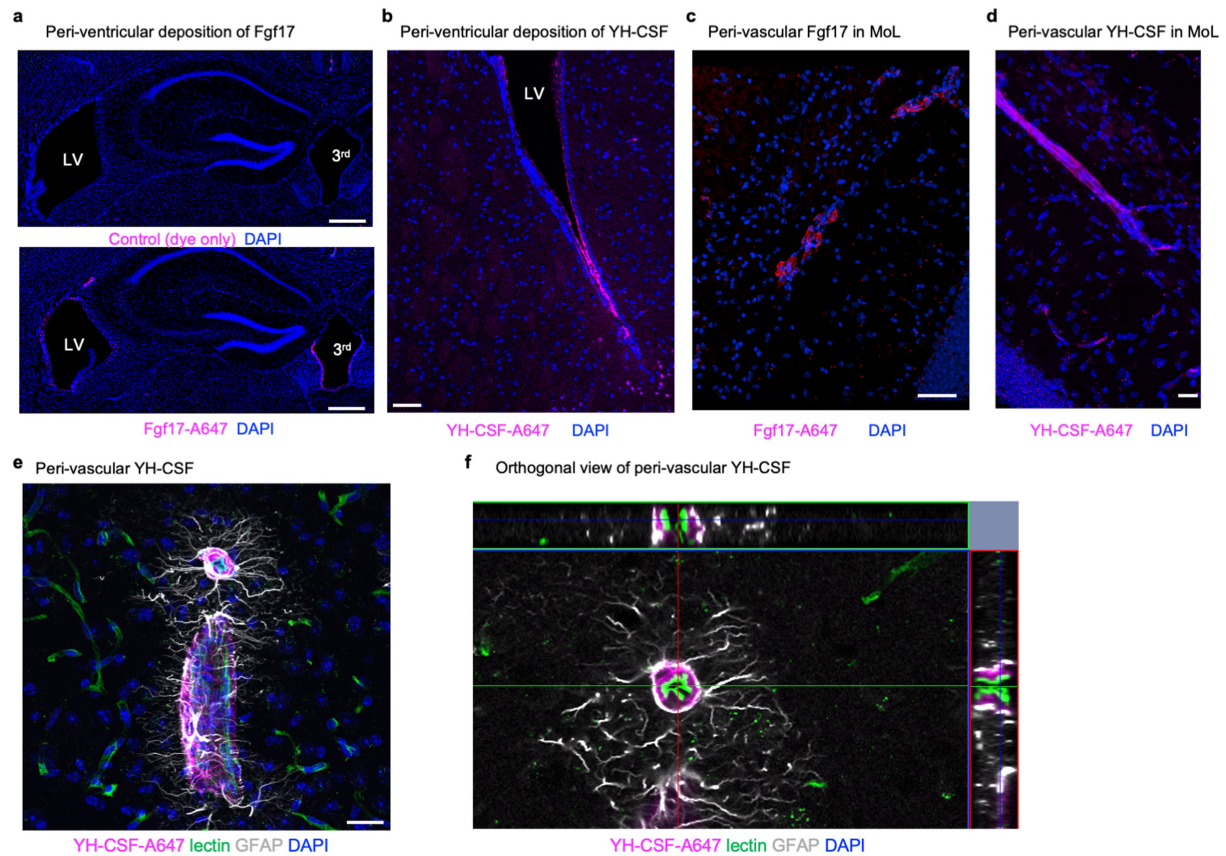 a
Peri-ventricular deposition of Fgf17
LV
3rd
Control (dye only) DAPI
LV
3rd
Fgf17-A647 DAPI
b
Peri-ventricular deposition of YH-CSF
LV
YH-CSF-A647 DAPI
c
Peri-vascular Fgf17 in MoL
Fgf17-A647 DAPI
d
Peri-vascular YH-CSF in MoL
YH-CSF-A647 DAPI
e
Peri-vascular YH-CSF
YH-CSF-A647 lectin GFAP DAPI
f
Orthogonal view of peri-vascular YH-CSF
YH-CSF-A647 lectin GFAP DAPI